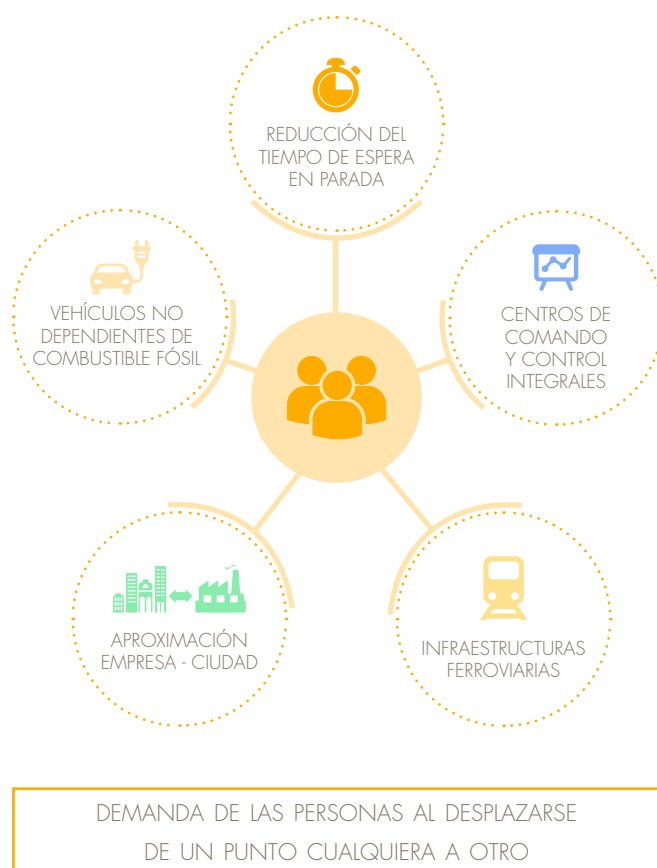 REDUCCIÓN DEL
TIEMPO DE ESPERA
EN PARADA
VEHÍCULOS NO
DEPENDIENTES DE
COMBUSTIBLE FÓSIL
CENTROS DE
COMANDO
Y CONTROL
INTEGRALES
APROXIMACIÓN
EMPRESA - CIUDAD
INFRAESTRUCTURAS
FERROVIARIAS
DEMANDA DE LAS PERSONAS AL DESPLAZARSE
DE UN PUNTO CUALQUIERA A OTRO